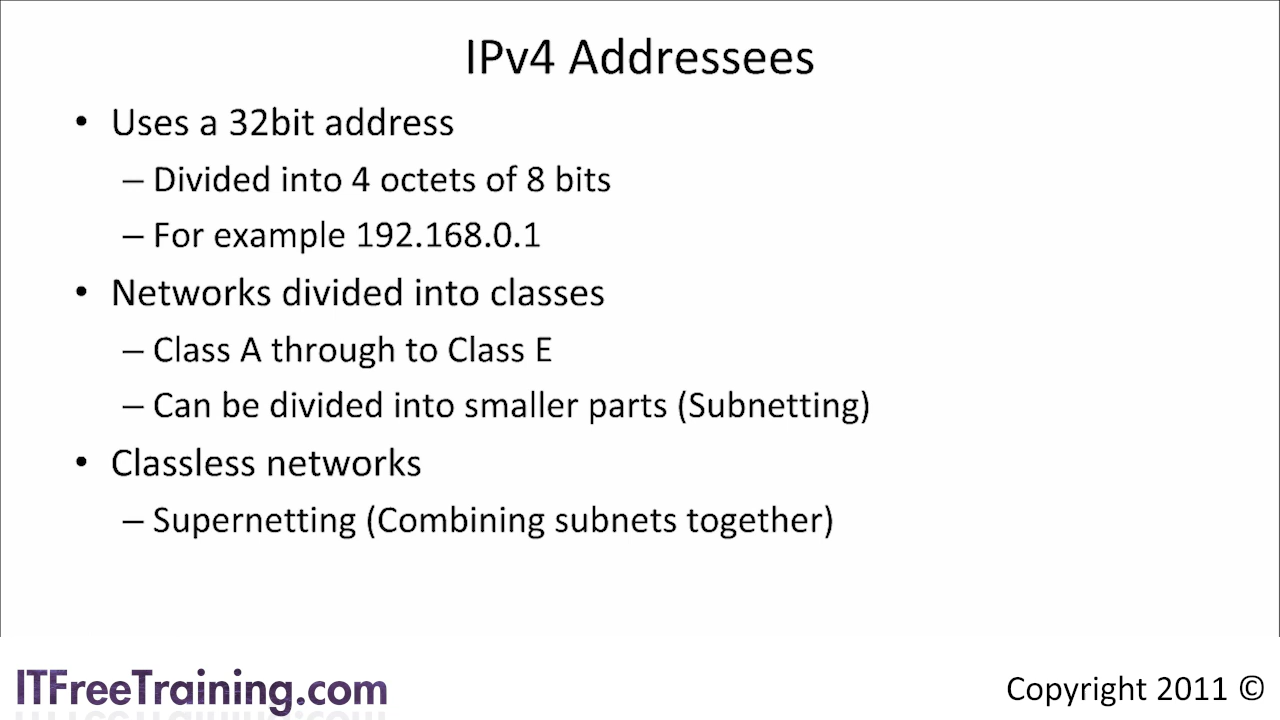 IPv4 Addressees
• Uses a 32bit address
– Divided into 4 octets of 8 bits
– For example 192.168.0.1
• Networks divided into classes
– Class A through to Class E
– Can be divided into smaller parts (Subnetting)
• Classless networks
– Supernetting (Combining subnets together)
ITFreeTraining.com
Copyright 2011 ©